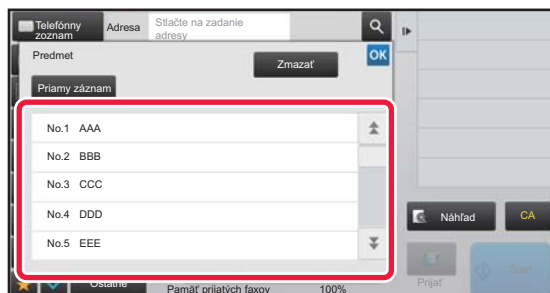 Telefónny
zoznam
Adresa
Stlačte na zadanie
adresy
Predmet
Zmazať
OK
Priamy záznam
No.1 AAA
No.2 BBB
No.3 CCC
No.4 DDD
No.5 EEE
Náhľad
CA
Prijať
Štart
Ostatné
Pamäť prijatých faxov 100%